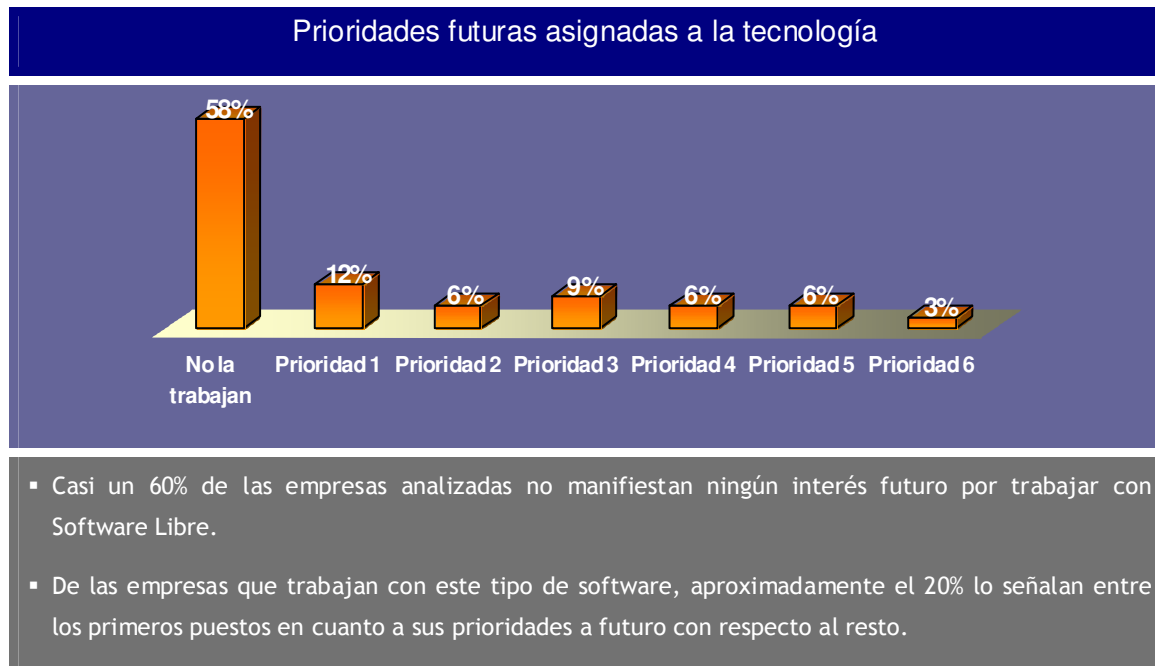 Prioridades futuras asignadas a la tecnología
58%
12%
6%
9%
6%
6%
3%
No la
trabajan
Prioridad 1
Prioridad 2
Prioridad 3
Prioridad 4
Prioridad 5
Prioridad 6
▪ Casi un 60% de las empresas analizadas no manifiestan ningún interés futuro por trabajar con
Software Libre.
▪ De las empresas que trabajan con este tipo de software, aproximadamente el 20% lo señalan entre
los primeros puestos en cuanto a sus prioridades a futuro con respecto al resto.